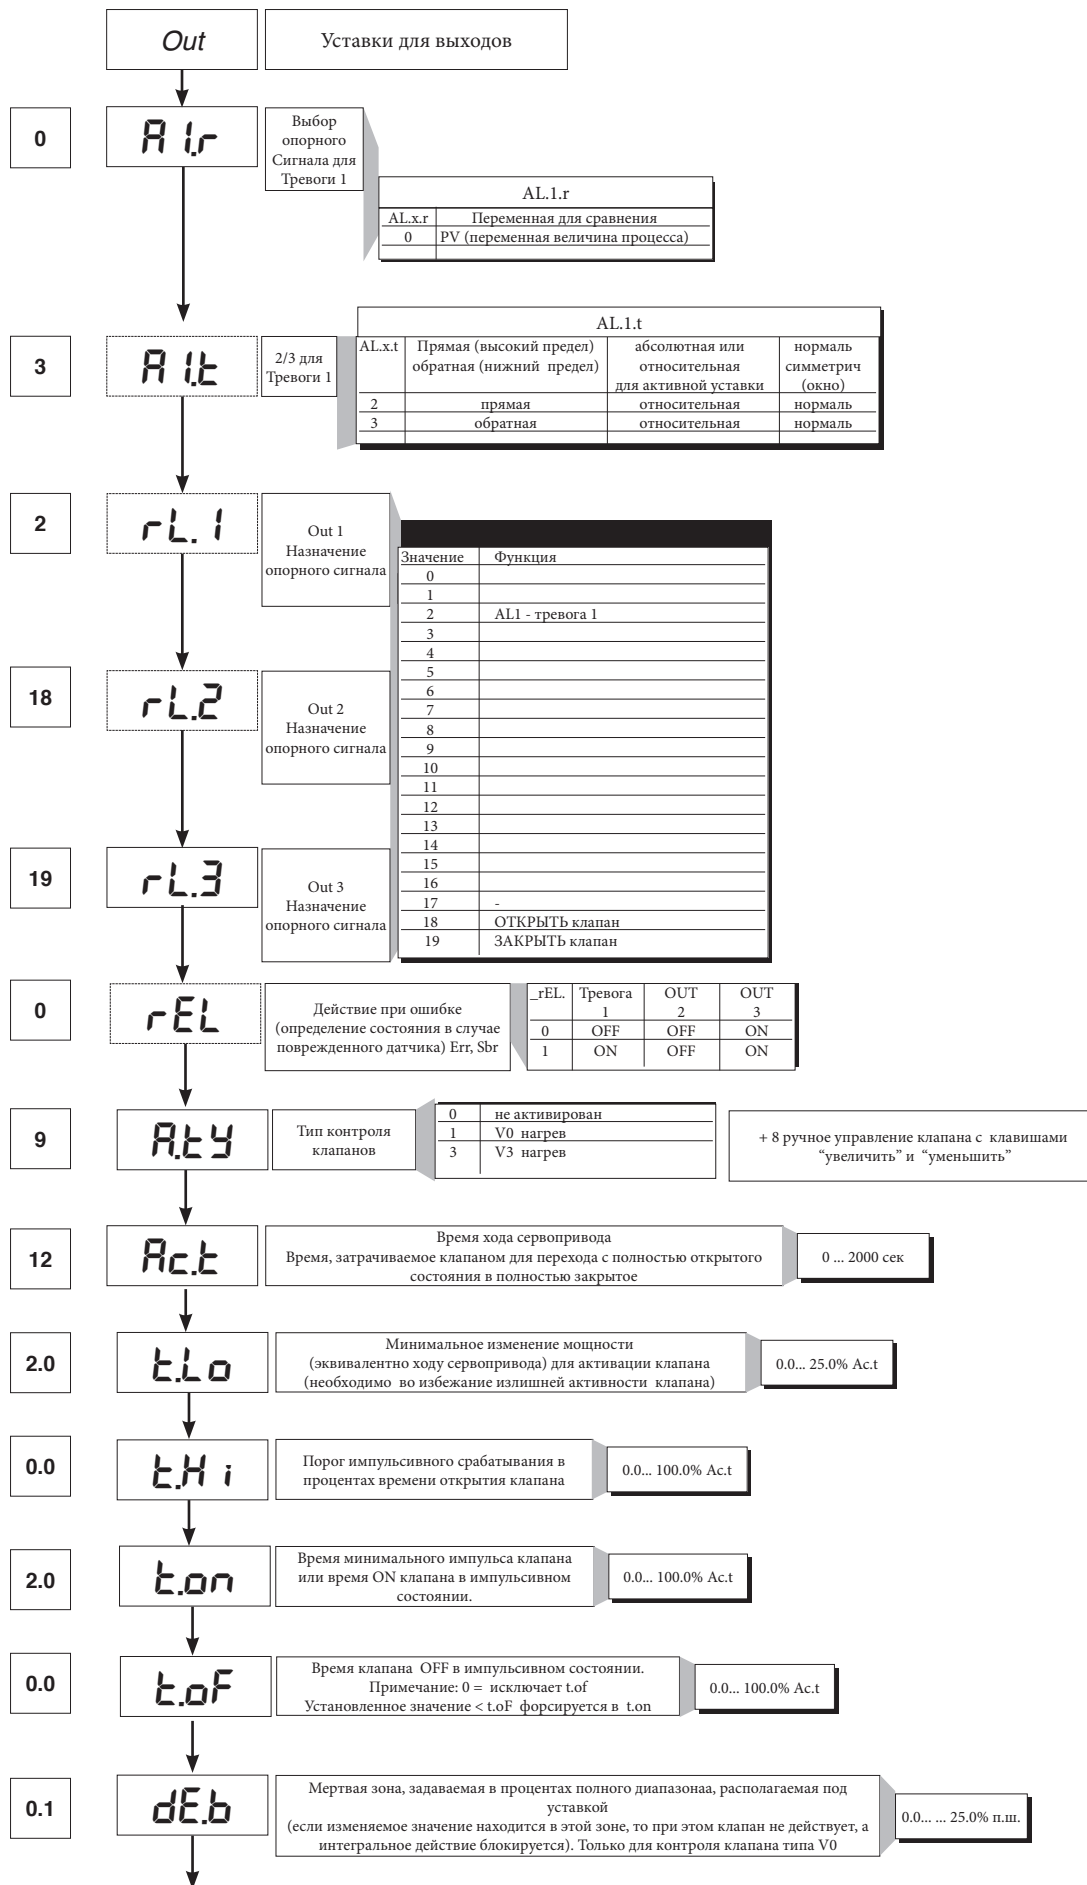 Out
Уставки для выходов
0
A1.r
Выбор
опорного
Сигнала для
Тревоги 1
AL.1.r
AL.x.r Переменная для сравнения
0 PV (переменная величина процесса)
3
A1.t
2/3 для
Тревоги 1
AL.1.t
AL.x.t Прямая (высокий предел) абсолютная или нормаль
обратная (нижний предел) относительная симметрич
для активной уставки (окно)
2 прямая относительная нормаль
3 обратная относительная нормаль
2
rL.1
Out 1
Назначение
опорного сигнала
Значение Функция
0
1
2 AL1 - тревога 1
3
4
5
6
7
8
9
10
11
12
13
14
15
16
17 -
18 ОТКРЫТЬ клапан
19 ЗАКРЫТЬ клапан
18
rL.2
Out 2
Назначение
опорного сигнала
19
rL.3
Out 3
Назначение
опорного сигнала
0
rEL
Действие при ошибке
(определение состояния в случае
поврежденного датчика) Err, Sbr
_rEL. Тревога OUT OUT
1 2 3
0 OFF OFF ON
1 ON OFF ON
9
A.tY
Тип контроля
клапанов
0 не активирован
1 V0 нагрев
3 V3 нагрев
+ 8 ручное управление клапана с клавишами
“увеличить” и “уменьшить”
12
Ac.t
Время хода сервопривода
Время, затрачиваемое клапаном для перехода с полностью открытого
состояния в полностью закрытое
0 ... 2000 сек
2.0
t.Lo
Минимальное изменение мощности
(эквивалентно ходу сервопривода) для активации клапана
(необходимо во избежание излишней активности клапана)
0.0... 25.0% Ac.t
0.0
t.Hi
Порог импульсивного срабатывания в
процентах времени открытия клапана
0.0... 100.0% Ac.t
2.0
t.on
Время минимального импульса клапана
или время ON клапана в импульсивном
состоянии.
0.0... 100.0% Ac.t
0.0
t.oF
Время клапана OFF в импульсивном состоянии.
Примечание: 0 = исключает t.of
Установленное значение < t.oF форсируется в t.on
0.0... 100.0% Ac.t
0.1
dE.b
Мертвая зона, задаваемая в процентах полного диапазонаа, располагаемая под
уставкой
(если изменяемое значение находится в этой зоне, то при этом клапан не действует, а
интегральное действие блокируется). Только для контроля клапана типа V0
0.0... ... 25.0% п.ш.